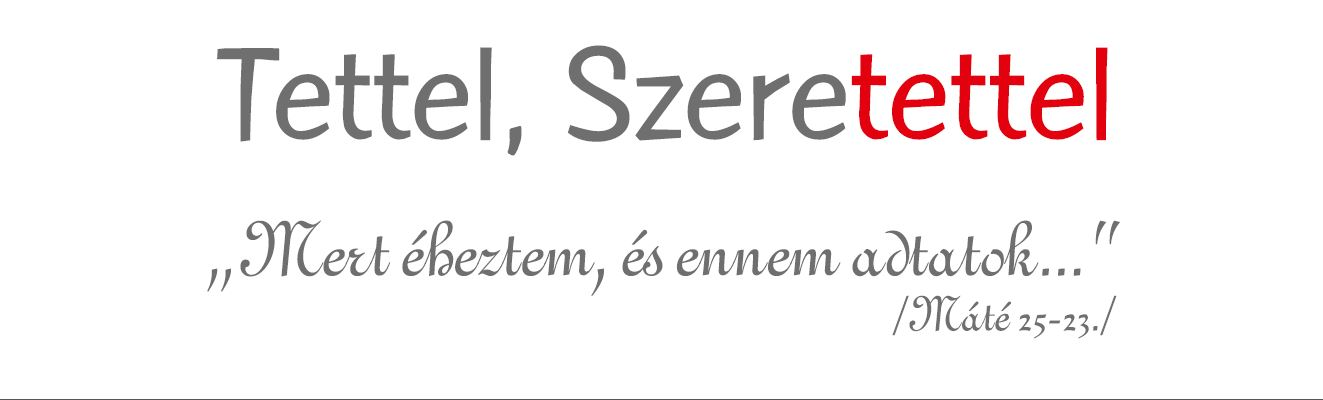 Tettel, Szeretettel
„Mert éheztem, és ennem adtatok..."
/Máté 25-23./